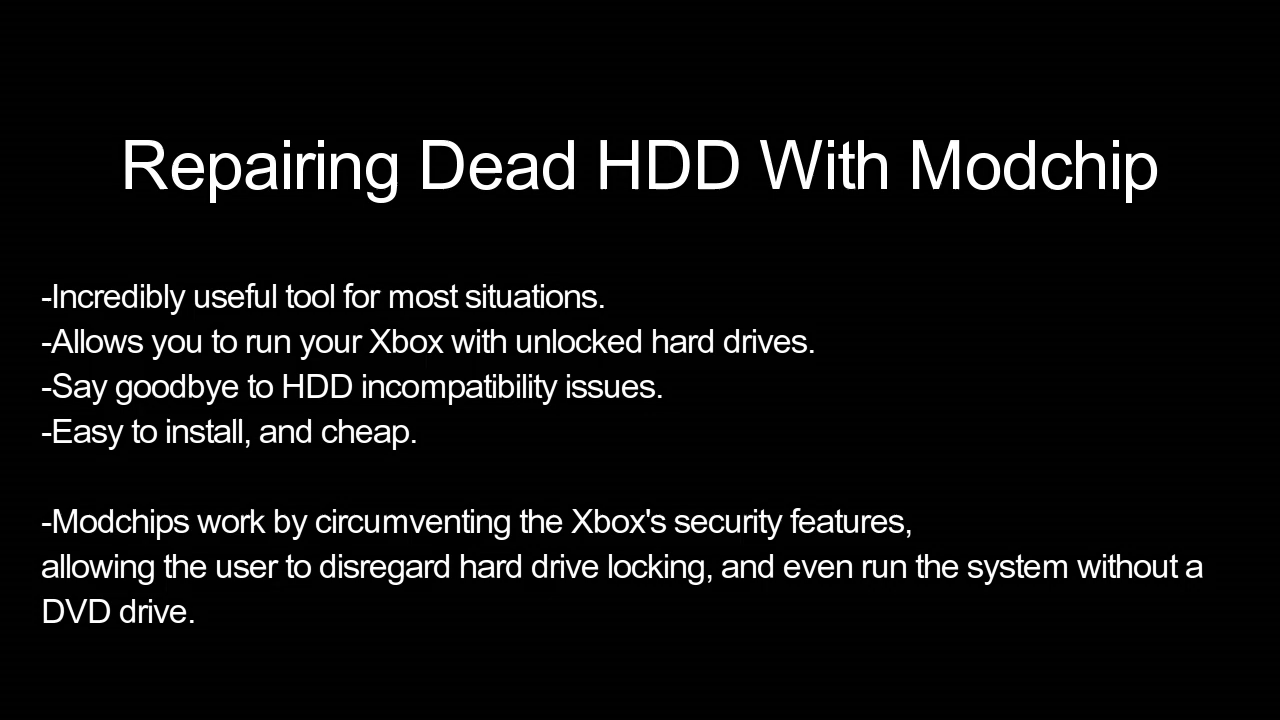 Repairing Dead HDD With Modchip
-Incredibly useful tool for most situations.
-Allows you to run your Xbox with unlocked hard drives.
-Say goodbye to HDD incompatibility issues.
-Easy to install, and cheap.
-Modchips work by circumventing the Xbox's security features,
allowing the user to disregard hard drive locking, and even run the system without a
DVD drive.